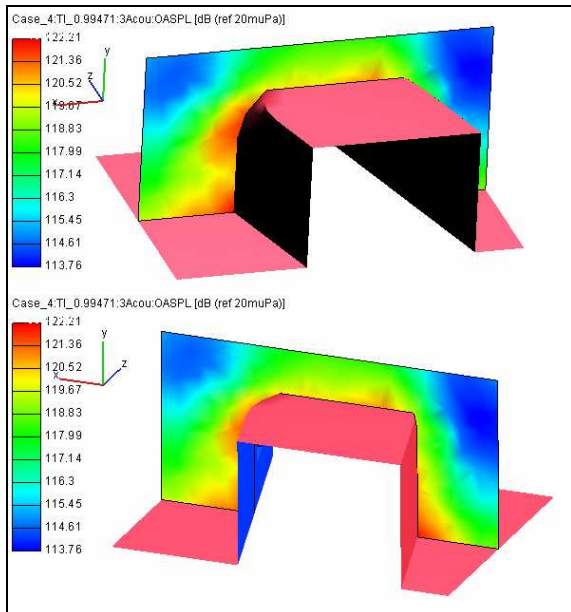 Case_4:TI_0.99471:3Acou:OASPL [dB (ref 20muPa)]
122.21
121.36
120.52
119.67
118.83
117.99
117.14
116.3
115.45
114.61
113.76
y
z
x
Case_4:TI_0.99471:3Acou:OASPL [dB (ref 20muPa)]
122.21
121.36
120.52
119.67
118.83
117.99
117.14
116.3
115.45
114.61
113.76
y
x
z